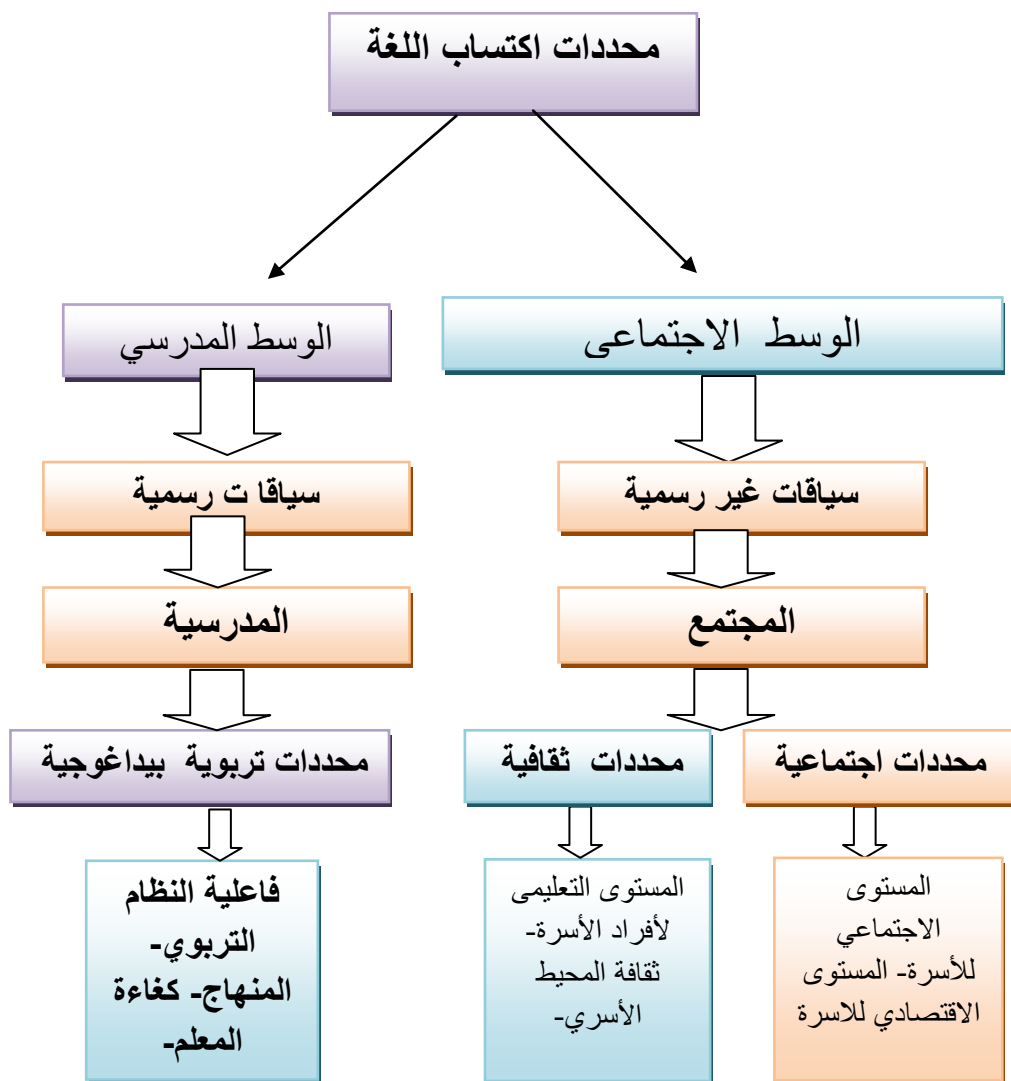 محددات اكتساب اللغة
الوسط الاجتماعى
الوسط المدرسي
سياقات غير رسمية
سياقا ت رسمية
المجتمع
المدرسية
محددات اجتماعية
محددات ثقافية
محددات تربوية بيداغوجية
المستوى
الاجتماعي
للأسرة- المستوى
الاقتصادي للاسرة
المستوى التعليمى
لأفراد الأسرة-
ثقافة المحيط
الأسري-
فاعلية النظام
التربوي-
المنهاج- كغاءة
المعلم-